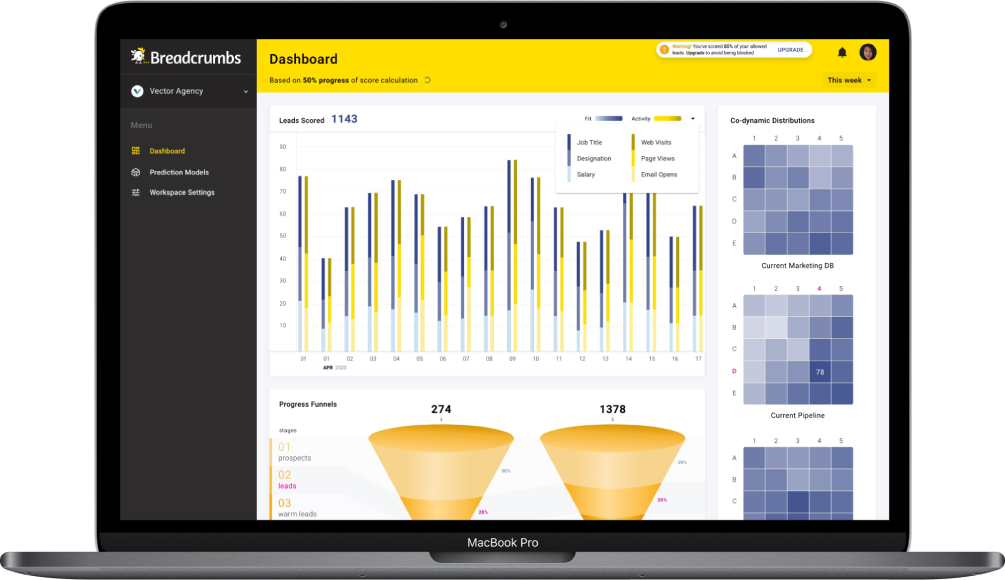 Breadcrumbs
Vector Agency
Menu
Dashboard
Prediction Models
Workspace Settings
Dashboard
Based on 50% progress of score calculation
Warning! You've scored 80% of your allowed
leads. Upgrade to avoid being blocked
UPGRADE
This week
Leads Scored 1143
Fit Activity
Job Title Web Visits
Designation Page Views
Salary Email Opens
90
80
70
60
50
40
30
20
10
31 01 02 03 04 05 06 07 08 09 10 11 12 13 14 15 16 17
APR 2020
Progress Funnels
stages
01
prospects
02
leads
03
warm leads
274
28%
1378
26%
Co-dynamic Distributions
1 2 3 4 5
A
B
C
D
E
Current Marketing DB
1 2 3 4 5
A
B
C
D 78
E
Current Pipeline
1 2 3 4 5
A
B
C
MacBook Pro